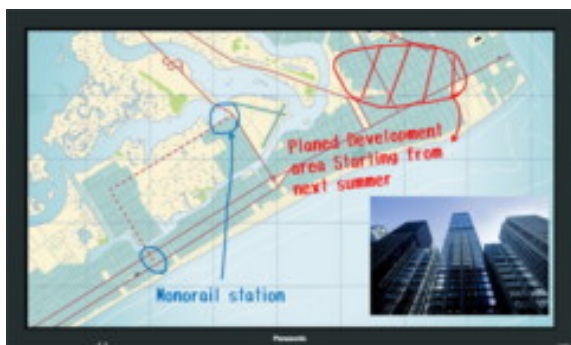 Planed Development
area Starting from
next summer
Monorail station
Panasonic